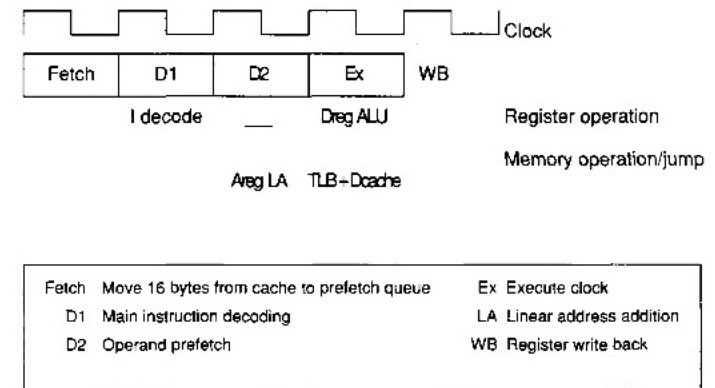 Clock
Fetch D1 D2 Ex WB
I decode Dreg ALU Register operation
Memory operation/jump
Areg LA TLB+Dcache
Fetch Move 16 bytes from cache to prefetch queue Ex Execute clock
D1 Main instruction decoding LA Linear address addition
D2 Operand prefetch WB Register write back